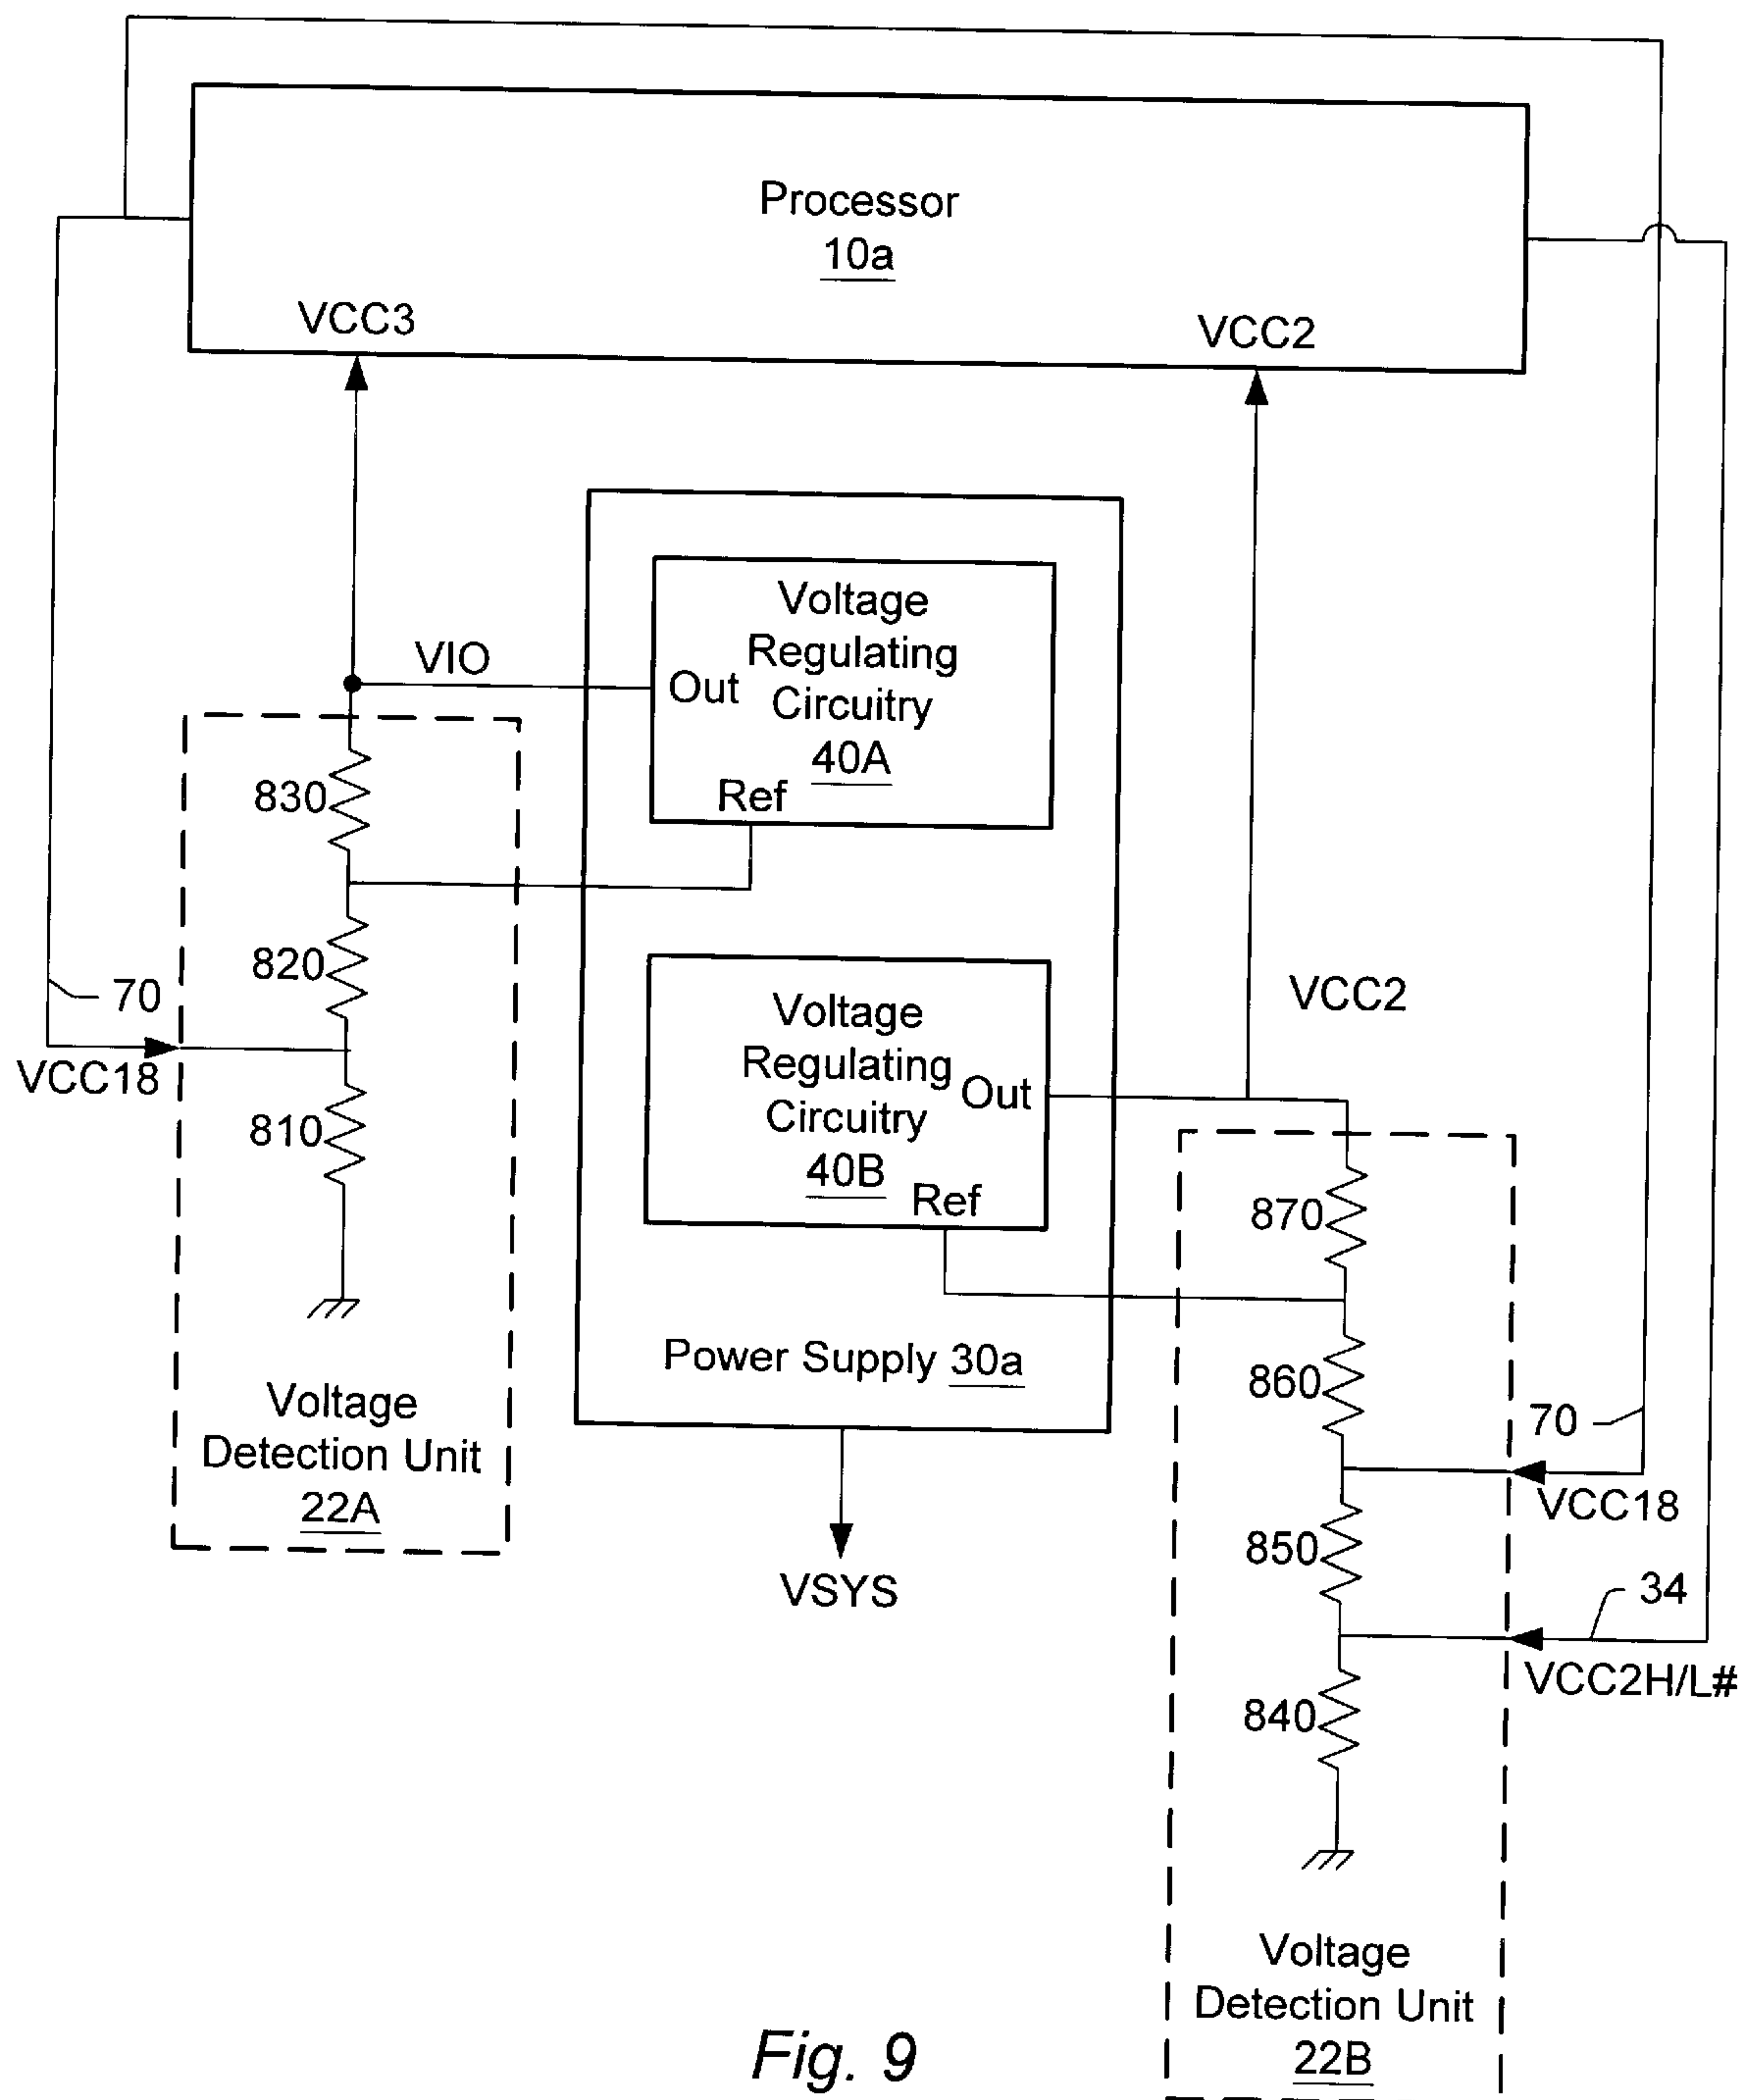 Processor
10a
VCC3
VCC2
Voltage
Regulating
Circuitry
40A
Out
Ref
VIO
830
820
70
VCC18
810
Voltage
Detection Unit
22A
Voltage
Regulating
Circuitry
40B
Out
Ref
VCC2
Power Supply 30a
VSYS
870
860
70
VCC18
850
34
VCC2H/L#
840
Voltage
Detection Unit
22B
Fig. 9